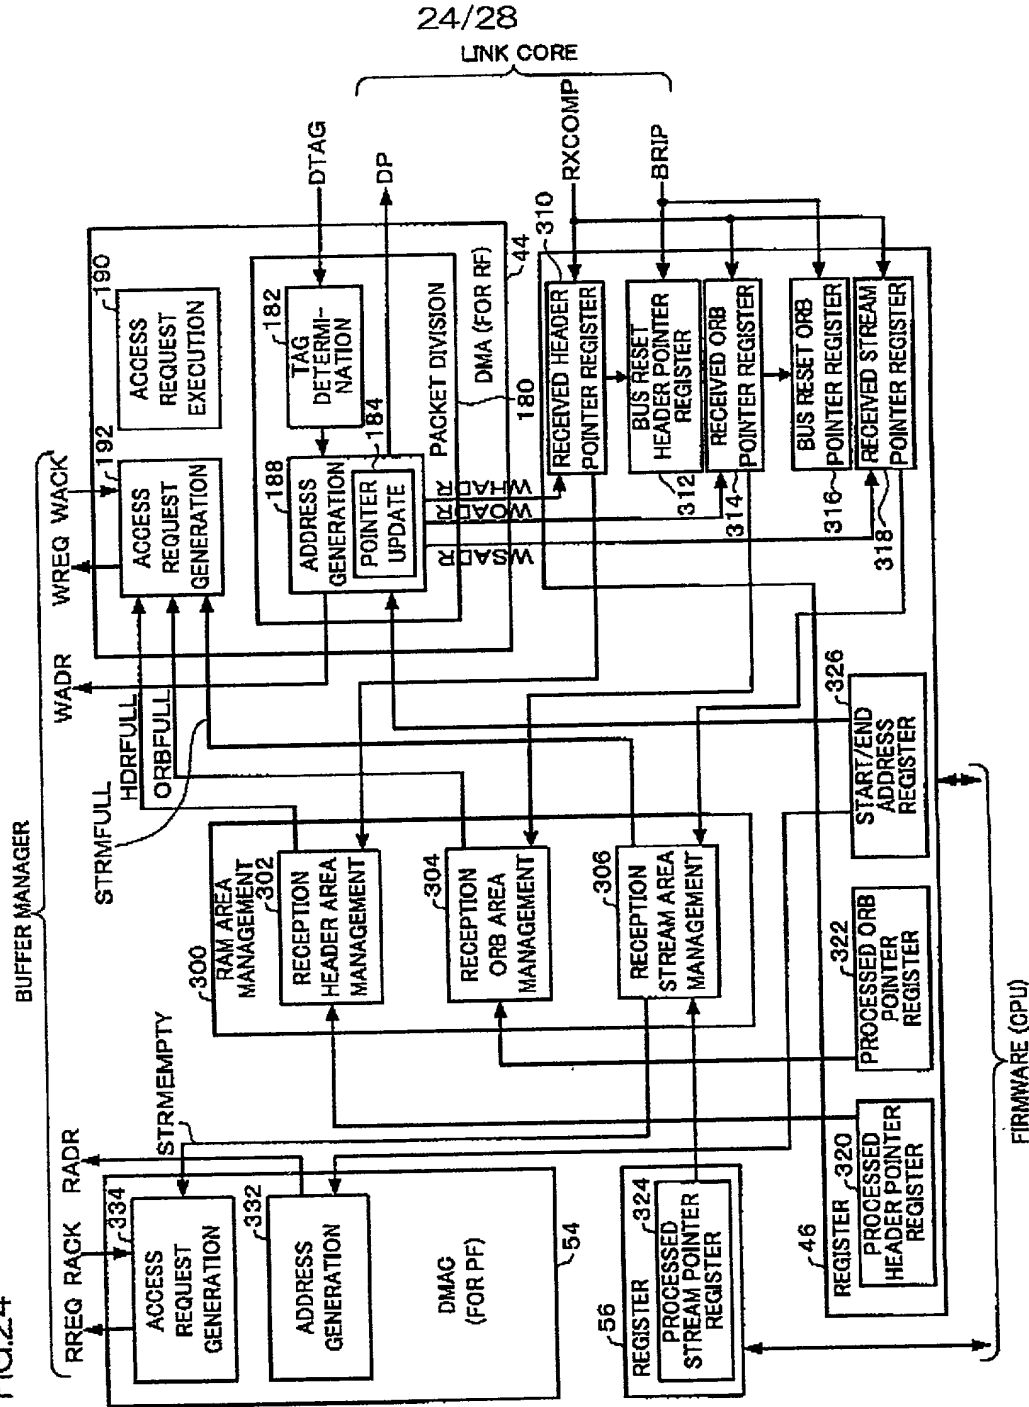 24/28
FIG.24
LINK CORE
BUFFER MANAGER
RREQ RACK RADR
WADR WREQ WACK
DTAG
DP
RXCOMP
BRIP
STRMEMPTY
STRMFULL
HDRFULL
ORBFULL
334
ACCESS
REQUEST
GENERATION
332
ADDRESS
GENERATION
DMAC
(FOR PF)
54
300
RAM AREA
MANAGEMENT
302
RECEPTION
HEADER AREA
MANAGEMENT
304
RECEPTION
ORB AREA
MANAGEMENT
306
RECEPTION
STREAM AREA
MANAGEMENT
192
ACCESS
REQUEST
GENERATION
190
ACCESS
REQUEST
EXECUTION
188
ADDRESS
GENERATION
184
POINTER
UPDATE
182
TAG
DETERMI-
NATION
PACKET DIVISION
180
DMA (FOR RF)
44
WHADR
WOADR
WSADR
310
RECEIVED HEADER
POINTER REGISTER
BUS RESET
HEADER POINTER
REGISTER
312
RECEIVED ORB
POINTER REGISTER
314
BUS RESET ORB
POINTER REGISTER
316
RECEIVED STREAM
POINTER REGISTER
318
56
REGISTER
324
PROCESSED
STREAM POINTER
REGISTER
46
REGISTER
320
PROCESSED
HEADER POINTER
REGISTER
322
PROCESSED ORB
POINTER
REGISTER
326
START/END
ADDRESS
REGISTER
FIRMWARE (CPU)